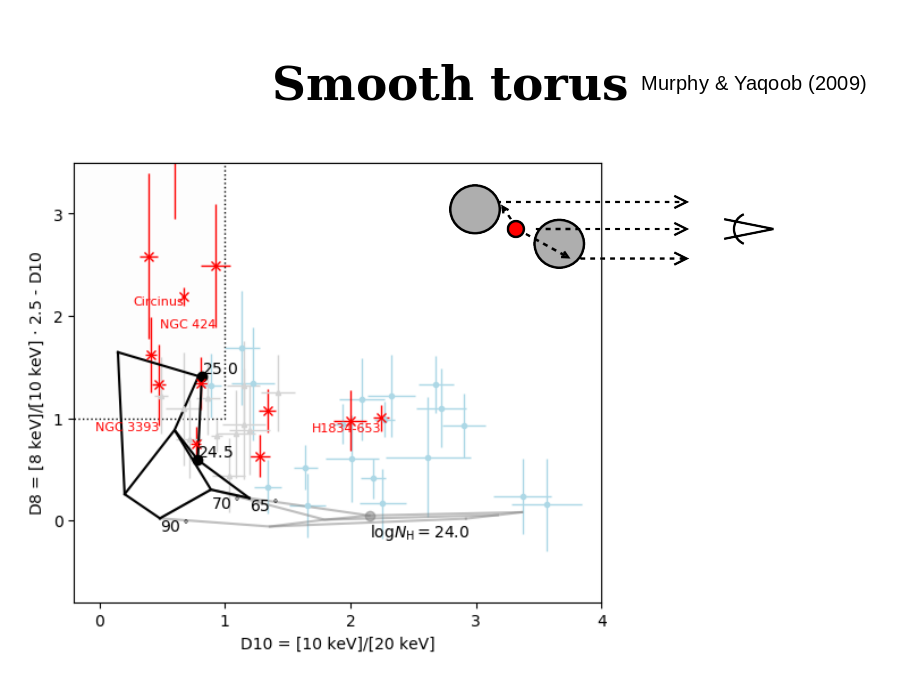 Smooth torus Murphy & Yaqoob (2009)
3
Circinus
NGC 424
2
25.0
1
NGC 3393
H1834-653
24.5
70°
65°
90°
logN_H = 24.0
0
0 1 2 3 4
D10 = [10 keV]/[20 keV]
D8 = [8 keV]/[10 keV] · 2.5 - D10